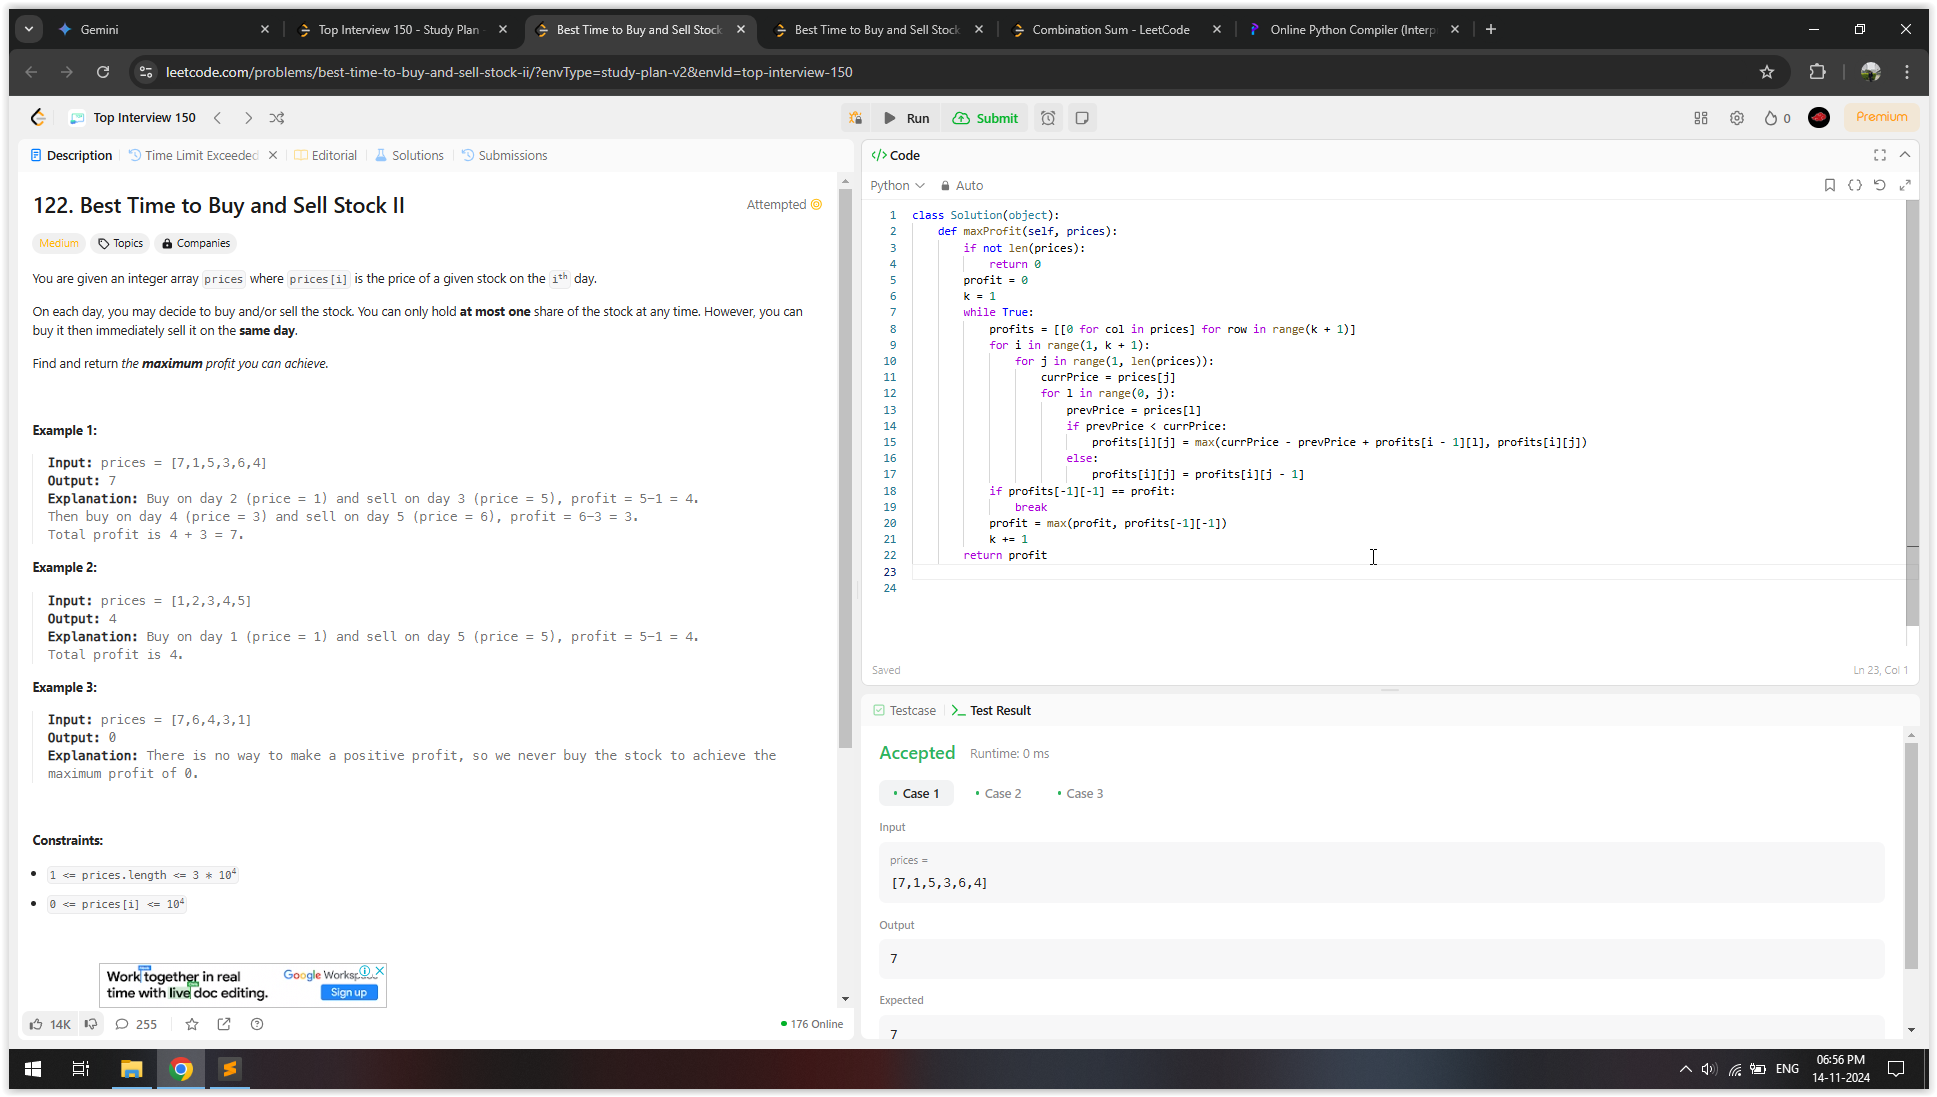 Gemini
Top Interview 150 - Study Plan
Best Time to Buy and Sell Stock
Best Time to Buy and Sell Stock
Combination Sum - LeetCode
Online Python Compiler (Interp
leetcode.com/problems/best-time-to-buy-and-sell-stock-ii/?envType=study-plan-v2&envId=top-interview-150
Top Interview 150
Run
Submit
0
Premium
Description
Time Limit Exceeded
Editorial
Solutions
Submissions
122. Best Time to Buy and Sell Stock II
Attempted
Medium
Topics
Companies
You are given an integer array prices where prices[i] is the price of a given stock on the ith day.
On each day, you may decide to buy and/or sell the stock. You can only hold at most one share of the stock at any time. However, you can
buy it then immediately sell it on the same day.
Find and return the maximum profit you can achieve.
Example 1:
Input: prices = [7,1,5,3,6,4]
Output: 7
Explanation: Buy on day 2 (price = 1) and sell on day 3 (price = 5), profit = 5-1 = 4.
Then buy on day 4 (price = 3) and sell on day 5 (price = 6), profit = 6-3 = 3.
Total profit is 4 + 3 = 7.
Example 2:
Input: prices = [1,2,3,4,5]
Output: 4
Explanation: Buy on day 1 (price = 1) and sell on day 5 (price = 5), profit = 5-1 = 4.
Total profit is 4.
Example 3:
Input: prices = [7,6,4,3,1]
Output: 0
Explanation: There is no way to make a positive profit, so we never buy the stock to achieve the
maximum profit of 0.
Constraints:
1 <= prices.length <= 3 * 10^4
0 <= prices[i] <= 10^4
Work together in real
time with live doc editing.
Google
Sign up
14K
255
176 Online
</> Code
Python
Auto
1 class Solution(object):
2 def maxProfit(self, prices):
3 if not len(prices):
4 return 0
5 profit = 0
6 k = 1
7 while True:
8 profits = [[0 for col in prices] for row in range(k + 1)]
9 for i in range(1, k + 1):
10 for j in range(1, len(prices)):
11 currPrice = prices[j]
12 for l in range(0, j):
13 prevPrice = prices[l]
14 if prevPrice < currPrice:
15 profits[i][j] = max(currPrice - prevPrice + profits[i - 1][l], profits[i][j])
16 else:
17 profits[i][j] = profits[i][j - 1]
18 if profits[-1][-1] == profit:
19 break
20 profit = max(profit, profits[-1][-1])
21 k += 1
22 return profit
23
24
Saved
Ln 23, Col 1
Testcase
Test Result
Accepted
Runtime: 0 ms
Case 1
Case 2
Case 3
Input
prices =
[7,1,5,3,6,4]
Output
7
Expected
7
ENG
06:56 PM
14-11-2024